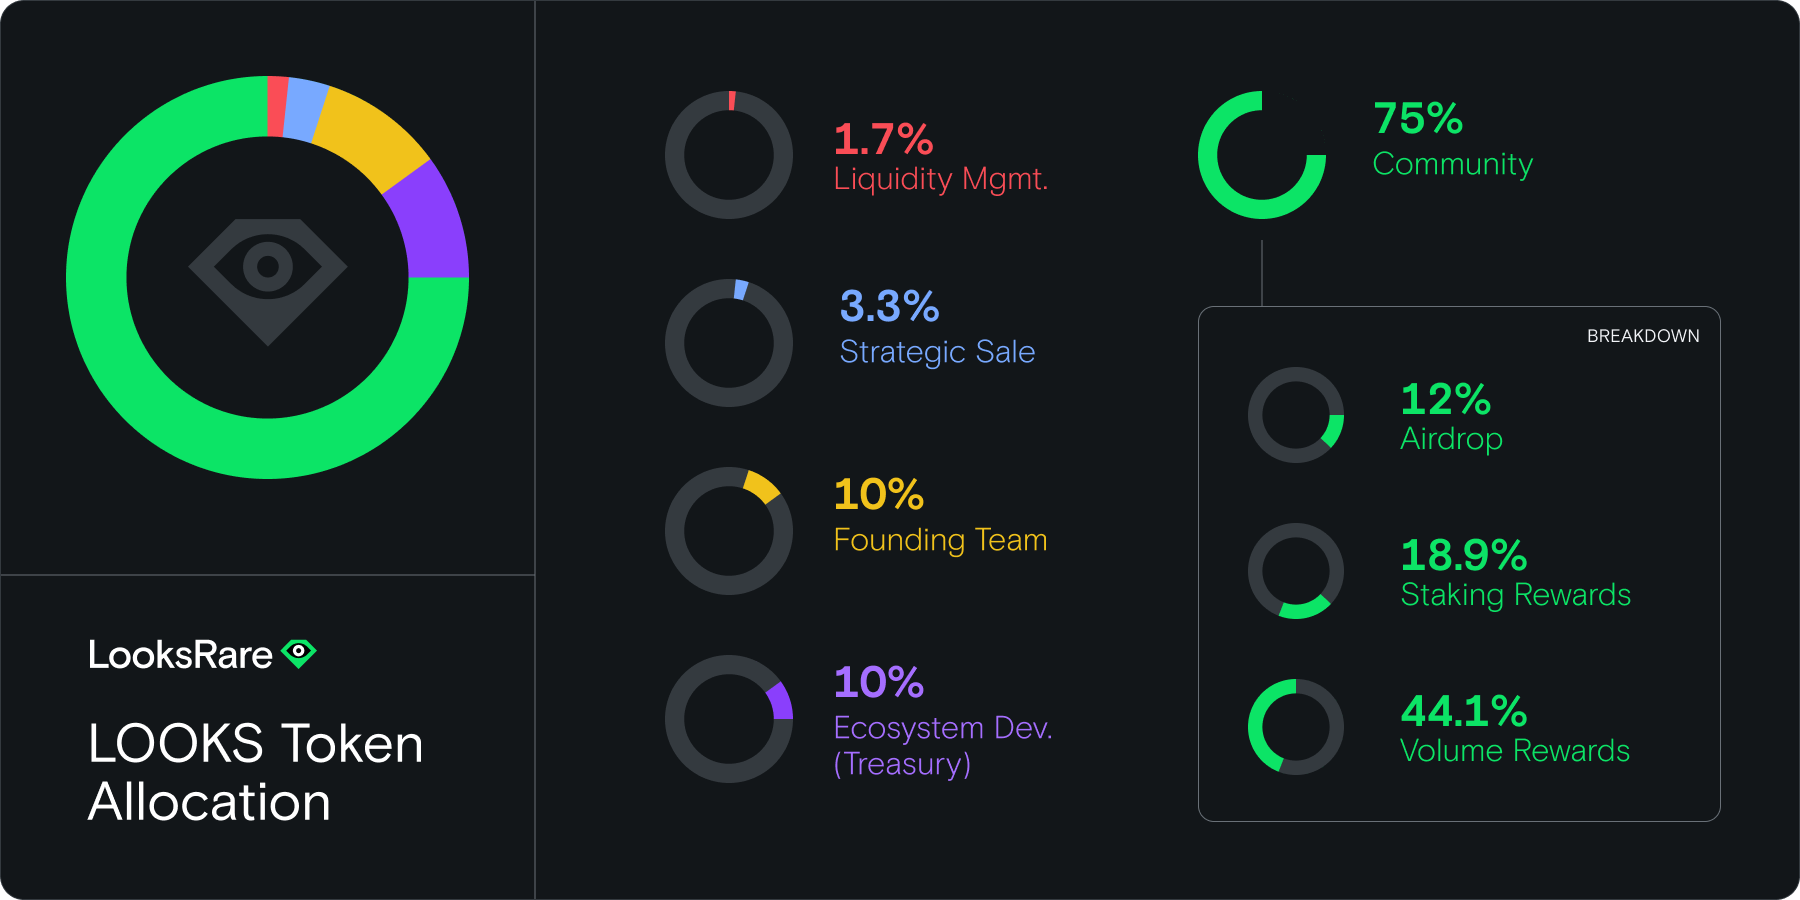 LooksRare
LOOKS Token
Allocation
1.7%
Liquidity Mgmt.
3.3%
Strategic Sale
10%
Founding Team
10%
Ecosystem Dev.
(Treasury)
75%
Community
BREAKDOWN
12%
Airdrop
18.9%
Staking Rewards
44.1%
Volume Rewards